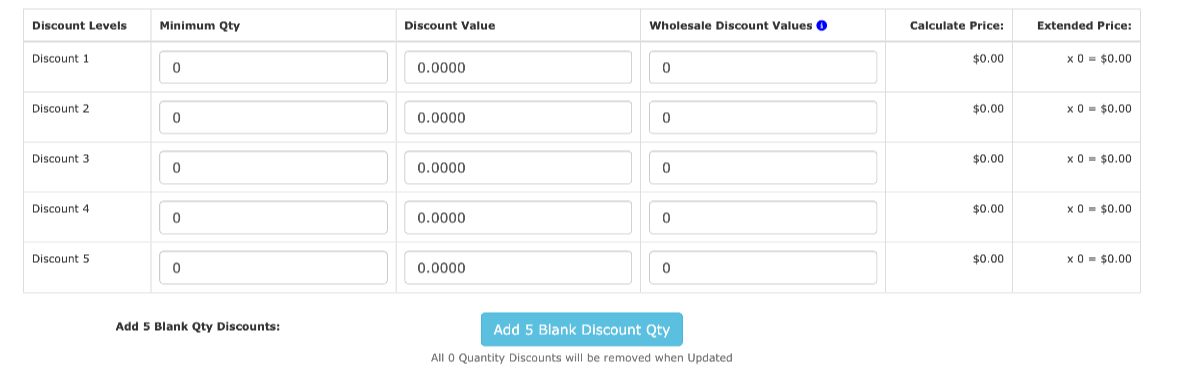 Discount Levels Minimum Qty Discount Value Wholesale Discount Values Calculate Price: Extended Price:
Discount 1 0 0.0000 0 $0.00 x 0 = $0.00
Discount 2 0 0.0000 0 $0.00 x 0 = $0.00
Discount 3 0 0.0000 0 $0.00 x 0 = $0.00
Discount 4 0 0.0000 0 $0.00 x 0 = $0.00
Discount 5 0 0.0000 0 $0.00 x 0 = $0.00
Add 5 Blank Qty Discounts: Add 5 Blank Discount Qty
All 0 Quantity Discounts will be removed when Updated